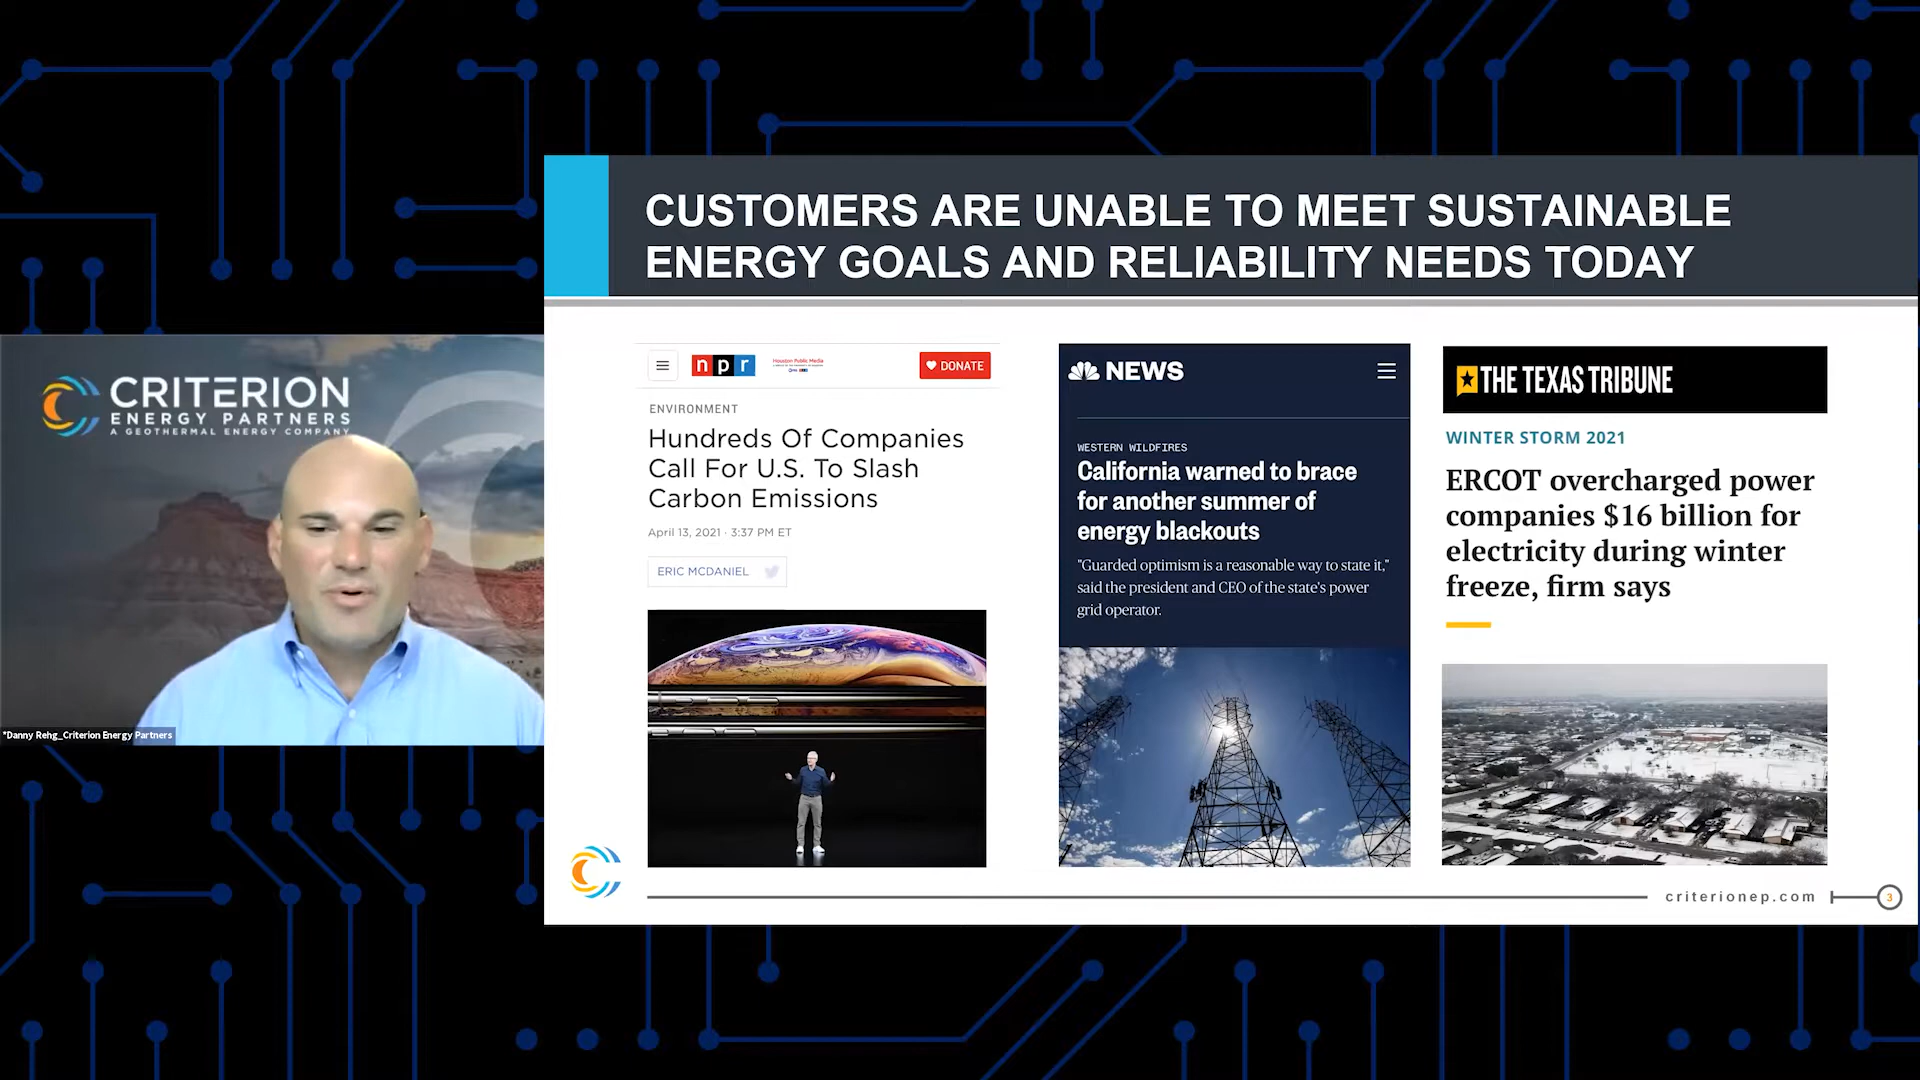 CUSTOMERS ARE UNABLE TO MEET SUSTAINABLE
ENERGY GOALS AND RELIABILITY NEEDS TODAY
CRITERION
ENERGY PARTNERS
A GEOTHERMAL ENERGY COMPANY
*Danny Rehg_Criterion Energy Partners
npr
Houston Public Media
DONATE
ENVIRONMENT
Hundreds Of Companies
Call For U.S. To Slash
Carbon Emissions
April 13, 2021 · 3:37 PM ET
ERIC MCDANIEL
NEWS
WESTERN WILDFIRES
California warned to brace
for another summer of
energy blackouts
"Guarded optimism is a reasonable way to state it,"
said the president and CEO of the state's power
grid operator.
THE TEXAS TRIBUNE
WINTER STORM 2021
ERCOT overcharged power
companies $16 billion for
electricity during winter
freeze, firm says
criterionep.com
3